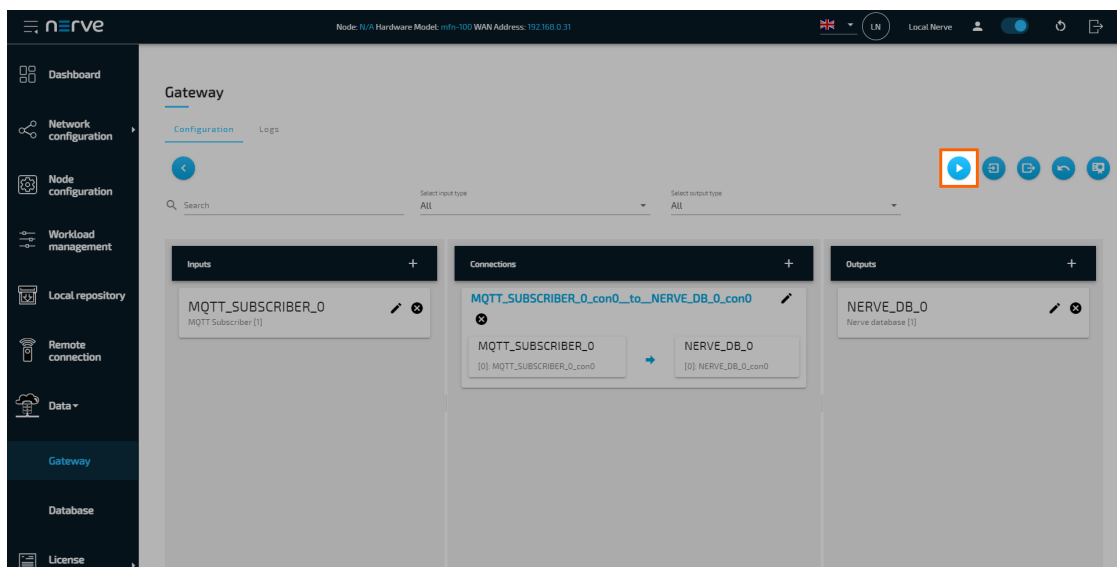 nerve
Node: N/A Hardware Model: mfn-100 WAN Address: 192.168.0.31
LN
Local Nerve
Dashboard
Network
configuration
Node
configuration
Workload
management
Local repository
Remote
connection
Data
Gateway
Database
License
Gateway
Configuration Logs
Search
Select input type
All
Select output type
All
Inputs +
MQTT_SUBSCRIBER_0
MQTT Subscriber [1]
Connections +
MQTT_SUBSCRIBER_0_con0__to__NERVE_DB_0_con0
MQTT_SUBSCRIBER_0
[0]: MQTT_SUBSCRIBER_0_con0
NERVE_DB_0
[0]: NERVE_DB_0_con0
Outputs +
NERVE_DB_0
Nerve database [1]